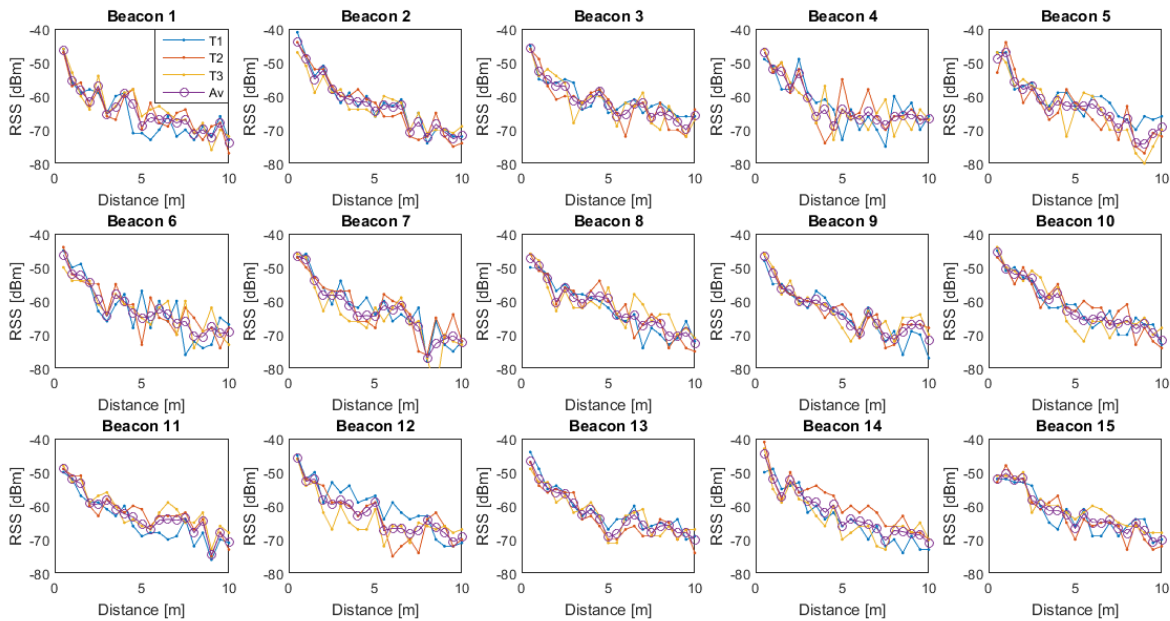 Beacon 1 Beacon 2 Beacon 3 Beacon 4 Beacon 5
T1
T2
T3
Av
RSS [dBm] RSS [dBm] RSS [dBm] RSS [dBm] RSS [dBm]
-40 -40 -40 -40 -40
-50 -50 -50 -50 -50
-60 -60 -60 -60 -60
-70 -70 -70 -70 -70
-80 -80 -80 -80 -80
0 5 10 0 5 10 0 5 10 0 5 10 0 5 10
Distance [m] Distance [m] Distance [m] Distance [m] Distance [m]
Beacon 6 Beacon 7 Beacon 8 Beacon 9 Beacon 10
RSS [dBm] RSS [dBm] RSS [dBm] RSS [dBm] RSS [dBm]
-40 -40 -40 -40 -40
-50 -50 -50 -50 -50
-60 -60 -60 -60 -60
-70 -70 -70 -70 -70
-80 -80 -80 -80 -80
0 5 10 0 5 10 0 5 10 0 5 10 0 5 10
Distance [m] Distance [m] Distance [m] Distance [m] Distance [m]
Beacon 11 Beacon 12 Beacon 13 Beacon 14 Beacon 15
RSS [dBm] RSS [dBm] RSS [dBm] RSS [dBm] RSS [dBm]
-40 -40 -40 -40 -40
-50 -50 -50 -50 -50
-60 -60 -60 -60 -60
-70 -70 -70 -70 -70
-80 -80 -80 -80 -80
0 5 10 0 5 10 0 5 10 0 5 10 0 5 10
Distance [m] Distance [m] Distance [m] Distance [m] Distance [m]